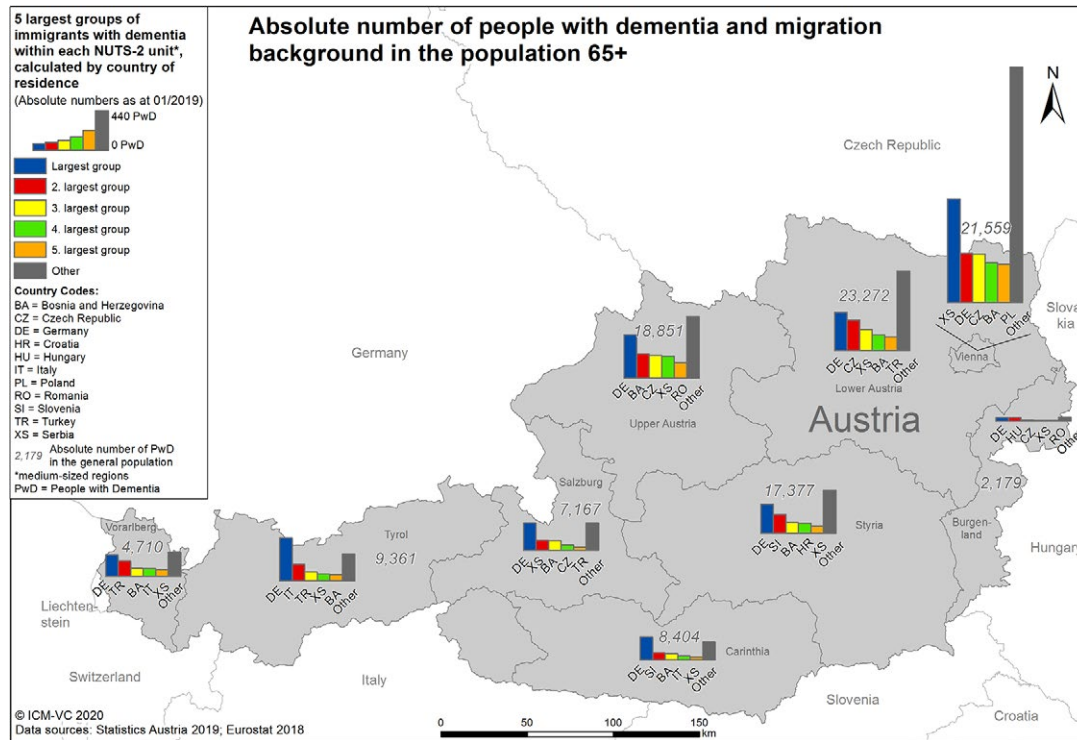 5 largest groups of
immigrants with dementia
within each NUTS-2 unit*,
calculated by country of
residence
(Absolute numbers as at 01/2019)
440 PwD
0 PwD
Largest group
2. largest group
3. largest group
4. largest group
5. largest group
Other
Country Codes:
BA = Bosnia and Herzegovina
CZ = Czech Republic
DE = Germany
HR = Croatia
HU = Hungary
IT = Italy
PL = Poland
RO = Romania
SI = Slovenia
TR = Turkey
XS = Serbia
2,179 Absolute number of PwD
in the general population
*medium-sized regions
PwD = People with Dementia
Absolute number of people with dementia and migration
background in the population 65+
N
Czech Republic
Germany
Slova
kia
21,559
XS DE CZ BA PL Other
Vienna
23,272
DE CZ XS BA TR Other
Lower Austria
18,851
DE BA CZ XS RO Other
Upper Austria
Austria
DE HU CZ XS RO Othe
2,179
Burgen-
land
Hungary
17,377
DE SI BA HR XS Other
Styria
Salzburg
7,167
DE XS BA CZ TR Other
Tyrol
9,361
DE IT TR XS BA Other
Vorarlberg
4,710
DE TR BA IT XS Other
8,404
DE SI BA IT XS Other
Carinthia
Liechten-
stein
Switzerland
Italy
Slovenia
Croatia
© ICM-VC 2020
Data sources: Statistics Austria 2019; Eurostat 2018
0 50 100 150
km